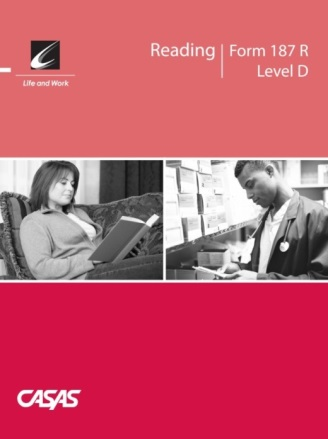 Reading | Form 187 R
Level D
Life and Work
CASAS